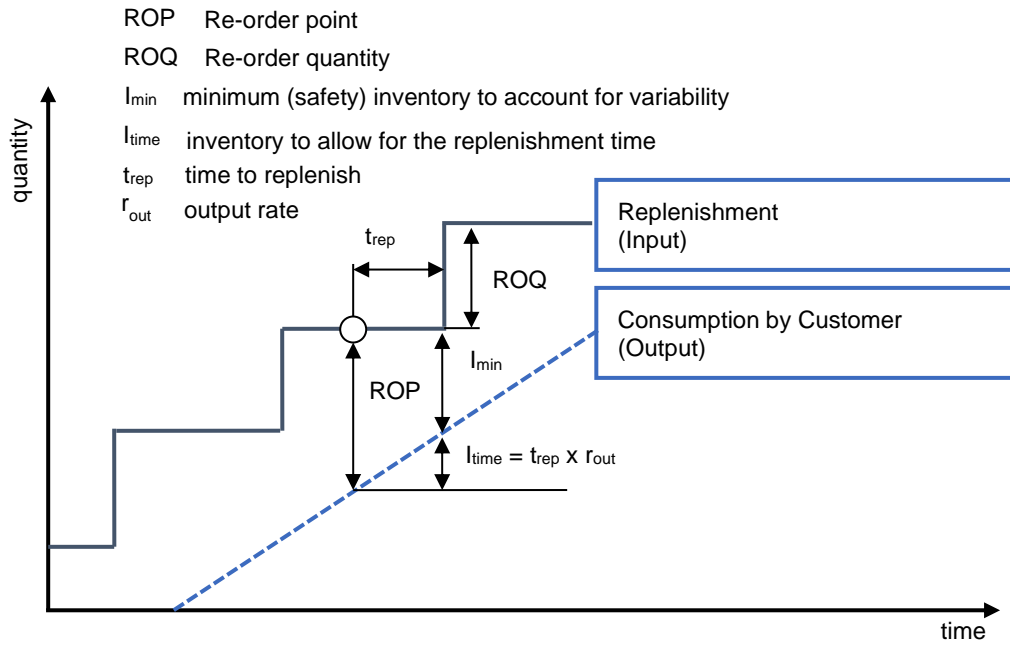 ROP Re-order point
ROQ Re-order quantity
Imin minimum (safety) inventory to account for variability
Itime inventory to allow for the replenishment time
trep time to replenish
rout output rate
quantity
trep
ROQ
Replenishment
(Input)
Consumption by Customer
(Output)
Imin
ROP
Itime = trep x rout
time